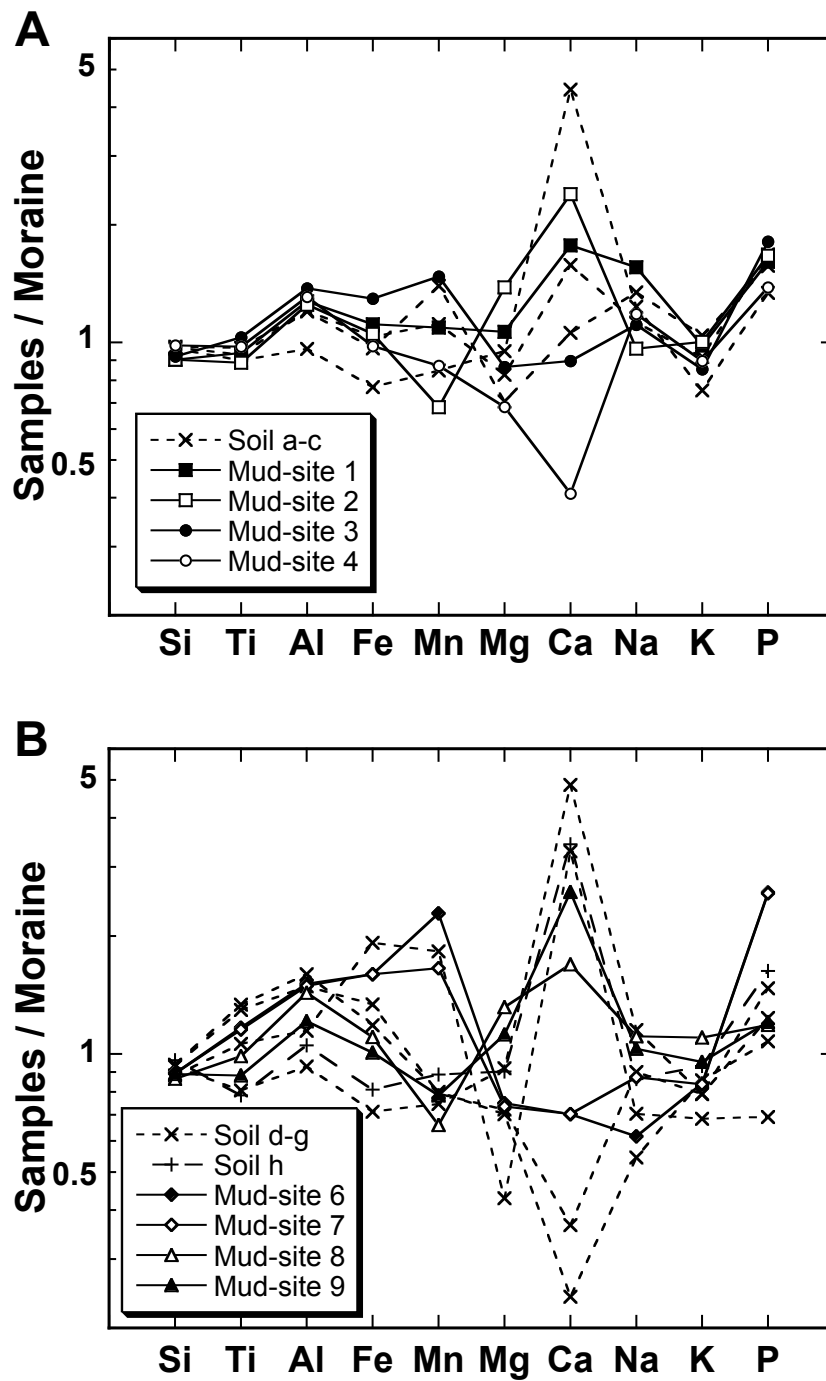 A
5
1
0.5
Samples / Moraine
Soil a-c
Mud-site 1
Mud-site 2
Mud-site 3
Mud-site 4
Si Ti Al Fe Mn Mg Ca Na K P
B
5
1
0.5
Samples / Moraine
Soil d-g
Soil h
Mud-site 6
Mud-site 7
Mud-site 8
Mud-site 9
Si Ti Al Fe Mn Mg Ca Na K P